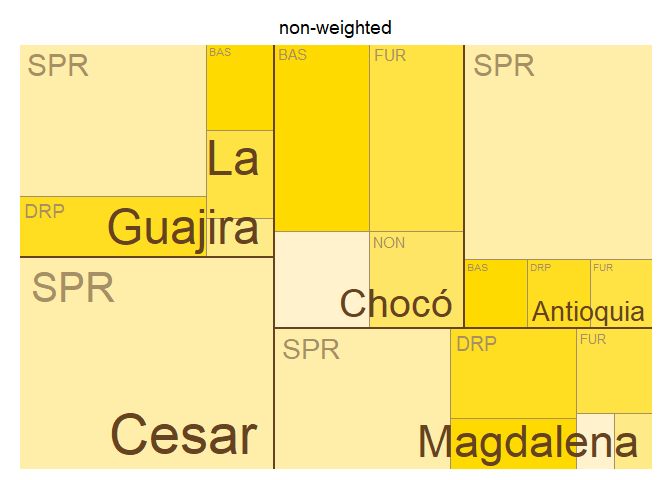 non-weighted
SPR
BAS
BAS
FUR
SPR
La
Guajira
DRP
NON
Chocó
BAS
DRP
FUR
Antioquia
SPR
Cesar
SPR
DRP
FUR
Magdalena